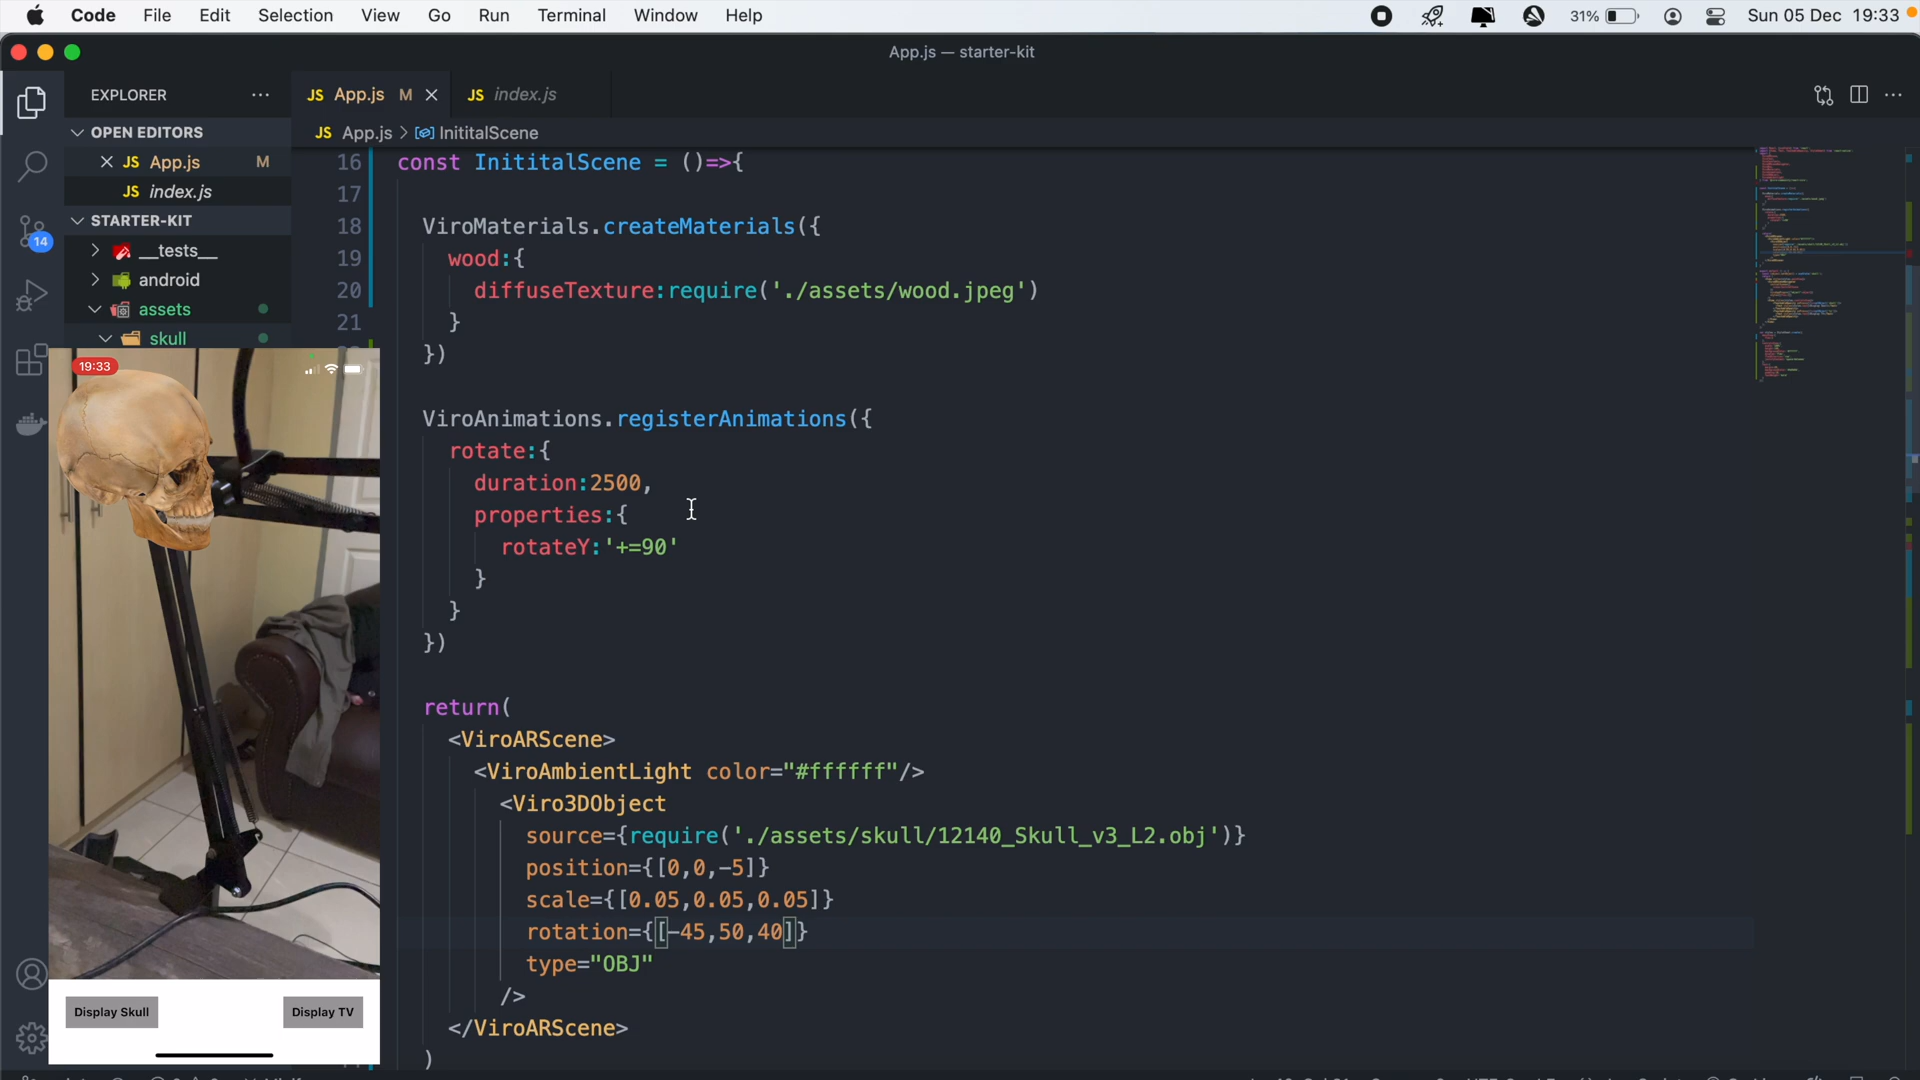 Code File Edit Selection View Go Run Terminal Window Help 31% Sun 05 Dec 19:33
App.js — starter-kit
EXPLORER
JS App.js M
JS index.js
OPEN EDITORS
JS App.js M
JS index.js
STARTER-KIT
14
__tests__
android
assets
skull
JS App.js > InititalScene
16 const InititalScene = ()=>{
17
18 ViroMaterials.createMaterials({
19 wood:{
20 diffuseTexture:require('./assets/wood.jpeg')
21 }
})
ViroAnimations.registerAnimations({
rotate:{
duration:2500,
properties:{
rotateY:'+=90'
}
}
})
return(
<ViroARScene>
<ViroAmbientLight color="#ffffff"/>
<Viro3DObject
source={require('./assets/skull/12140_Skull_v3_L2.obj')}
position={[0,0,-5]}
scale={[0.05,0.05,0.05]}
rotation={[-45,50,40]}
type="OBJ"
/>
</ViroARScene>
)
19:33
Display Skull
Display TV